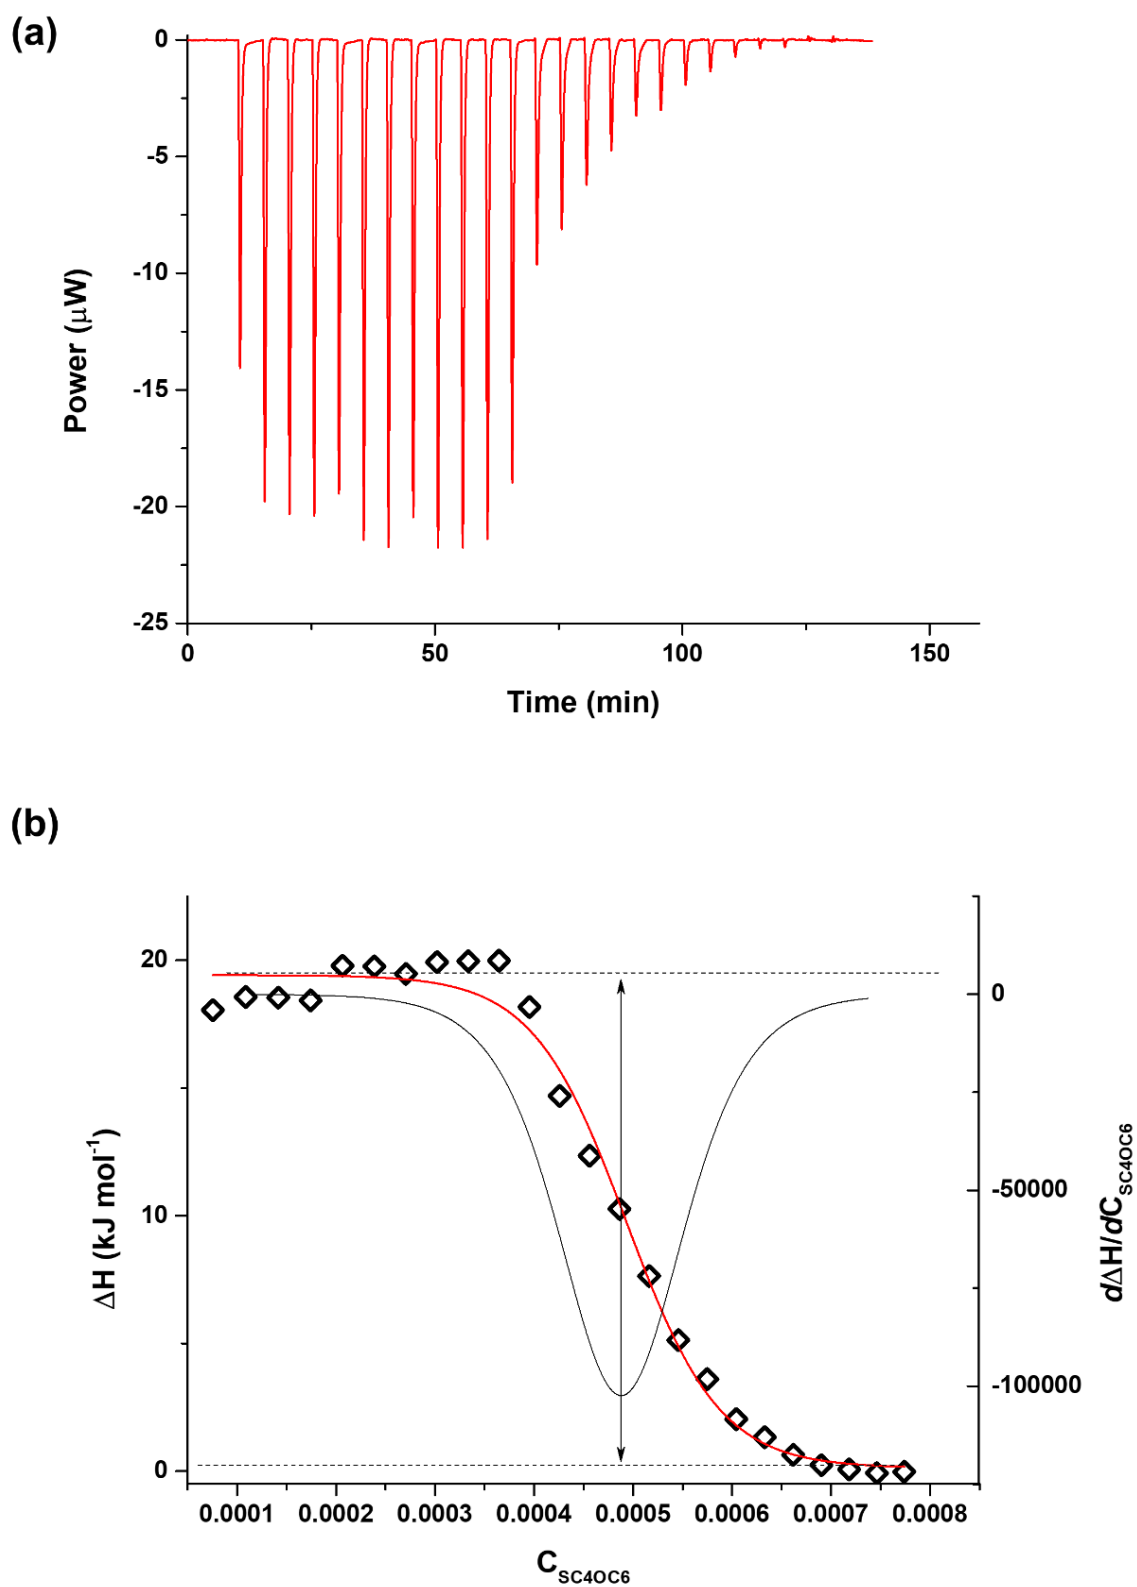 (a)
0
-5
-10
-15
-20
-25
Power (μW)
0 50 100 150
Time (min)
(b)
20
10
0
ΔH (kJ mol⁻¹)
0
-50000
-100000
dΔH/dC_SC4OC6
0.0001 0.0002 0.0003 0.0004 0.0005 0.0006 0.0007 0.0008
C_SC4OC6